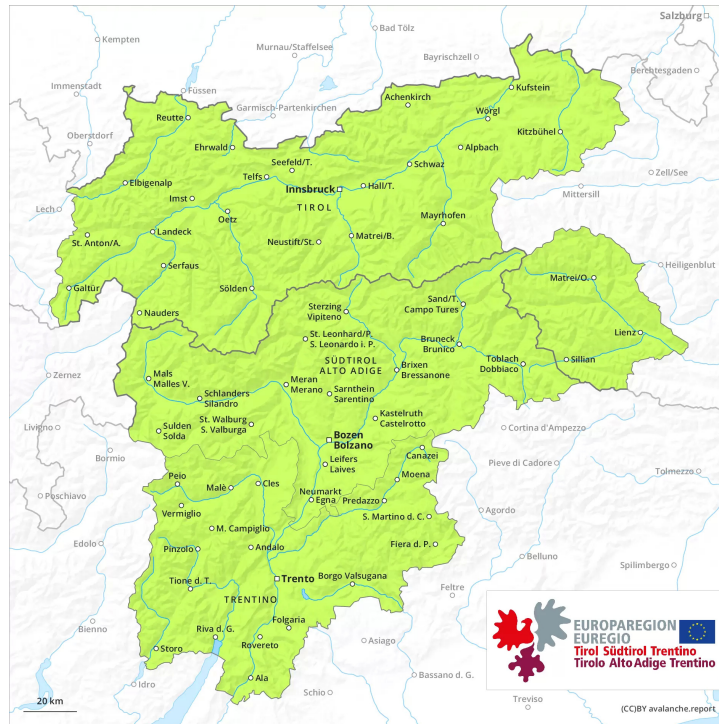 Salzburg
Kempten
Bad Tölz
Murnau/Staffelsee
Bayrischzell
Berchtesgaden
Immenstadt
Füssen
Garmisch-Partenkirchen
Kufstein
Achenkirch
Reutte
Wörgl
Oberstdorf
Ehrwald
Kitzbühel
Alpbach
Seefeld/T.
Schwaz
Zell/See
Telfs
Elbigenalp
Innsbruck
Hall/T.
Mittersill
Imst
TIROL
Lech
Oetz
Mayrhofen
St. Anton/A.
Landeck
Neustift/St.
Matrei/B.
Serfaus
Heiligenblut
Matrei/O.
Galtür
Sölden
Sand/T.
Campo Tures
Nauders
Sterzing
Vipiteno
Lienz
St. Leonhard/P.
S. Leonardo i. P.
Bruneck
Brunico
Sillian
SÜDTIROL
ALTO ADIGE
Toblach
Dobbiaco
Zernez
Mals
Malles V.
Brixen
Bressanone
Meran
Merano
Sarnthein
Sarentino
Schlanders
Silandro
St. Walburg
S. Valburga
Kastelruth
Castelrotto
Livigno
Sulden
Solda
Cortina d'Ampezzo
Bozen
Bolzano
Bormio
Canazei
Pieve di Cadore
Leifers
Laives
Tolmezzo
Peio
Moena
Malè
Cles
Neumarkt
Egna
Predazzo
Poschiavo
Vermiglio
Agordo
S. Martino d. C.
M. Campiglio
Edolo
Fiera d. P.
Pinzolo
Andalo
Belluno
Spilimbergo
Trento
Borgo Valsugana
Tione d. T.
Feltre
TRENTINO
Folgaria
Bienno
Riva d. G.
Rovereto
Asiago
Storo
Bassano d. G.
Ala
Idro
Schio
Treviso
EUROPAREGION
EUREGIO
Tirol Südtirol Trentino
Tirolo Alto Adige Trentino
20 km
(CC)BY avalanche.report